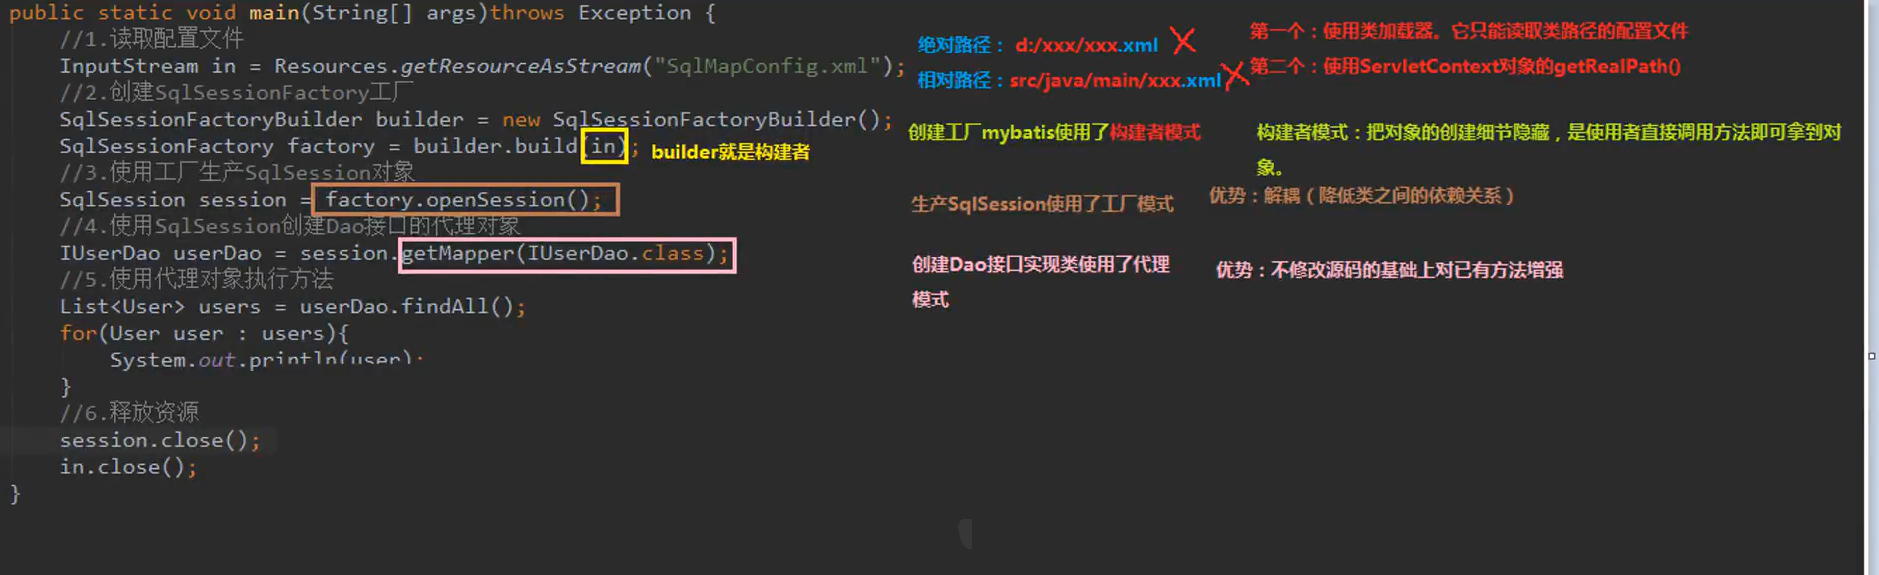 public static void main(String[] args)throws Exception {
//1.读取配置文件
InputStream in = Resources.getResourceAsStream("SqlMapConfig.xml");
//2.创建SqlSessionFactory工厂
SqlSessionFactoryBuilder builder = new SqlSessionFactoryBuilder();
SqlSessionFactory factory = builder.build(in);
builder就是构建者
//3.使用工厂生产SqlSession对象
SqlSession session = factory.openSession();
//4.使用SqlSession创建Dao接口的代理对象
IUserDao userDao = session.getMapper(IUserDao.class);
//5.使用代理对象执行方法
List<User> users = userDao.findAll();
for(User user : users){
System.out.println(user);
}
//6.释放资源
session.close();
in.close();
}
绝对路径： d:/xxx/xxx.xml
相对路径：src/java/main/xxx.xml
第一个：使用类加载器。它只能读取类路径的配置文件
第二个：使用ServletContext对象的getRealPath()
创建工厂mybatis使用了构建者模式
构建者模式：把对象的创建细节隐藏，是使用者直接调用方法即可拿到对
象。
生产SqlSession使用了工厂模式
优势：解耦（降低类之间的依赖关系）
创建Dao接口实现类使用了代理
模式
优势：不修改源码的基础上对已有方法增强